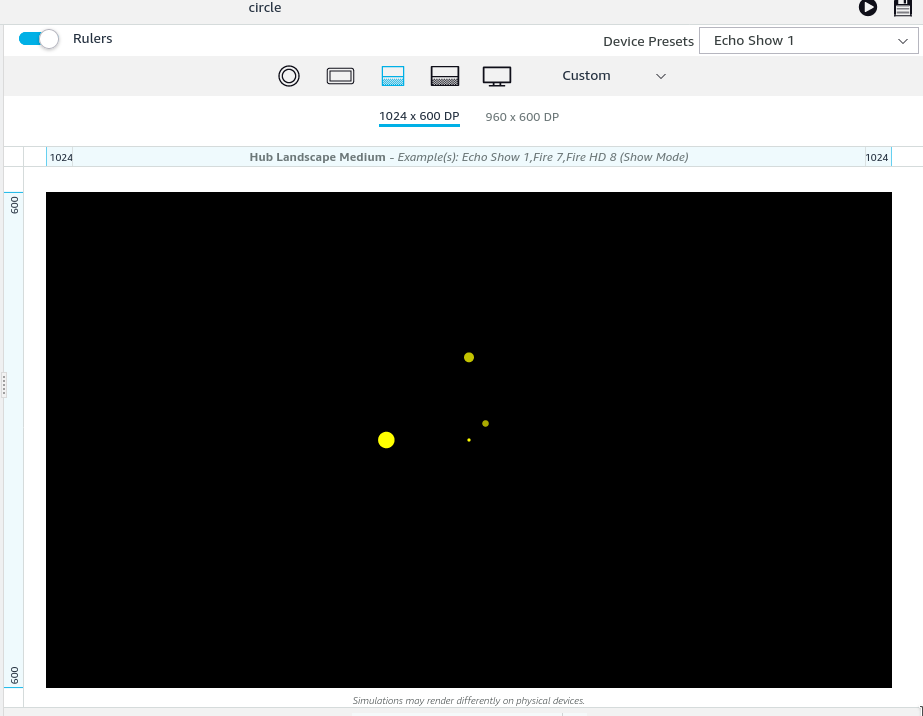 circle
Rulers
Device Presets Echo Show 1
Custom
1024 x 600 DP 960 x 600 DP
1024 Hub Landscape Medium – Example(s): Echo Show 1,Fire 7,Fire HD 8 (Show Mode) 1024
600
600
Simulations may render differently on physical devices.